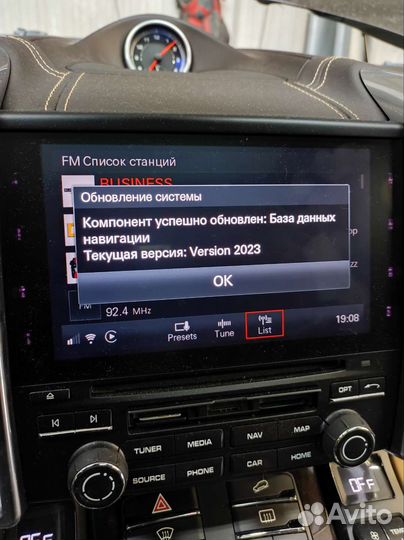 FM Список станций
BUSINESS
Обновление системы
Компонент успешно обновлен: База данных
навигации
Текущая версия: Version 2023
OK
FM
92.4 MHz
Presets
Tune
List
19:08
OPT
TUNER
MEDIA
NAV
MAP
SOURCE
PHONE
CAR
HOME
OFF
OFF
Avito